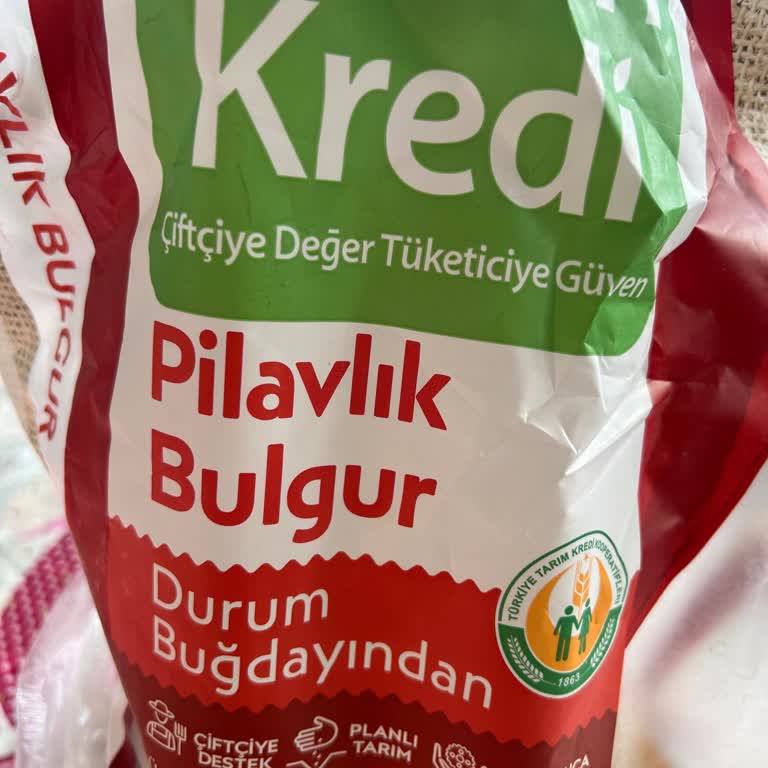 Kredi
Çiftçiye Değer Tüketiciye Güven
Pilavlık
Bulgur
Durum
Buğdayından
TÜRKİYE TARIM KREDİ KOOPERATİFLERİ
1863
ÇİFTÇİYE
DESTEK
PLANLI
TARIM
BULGUR